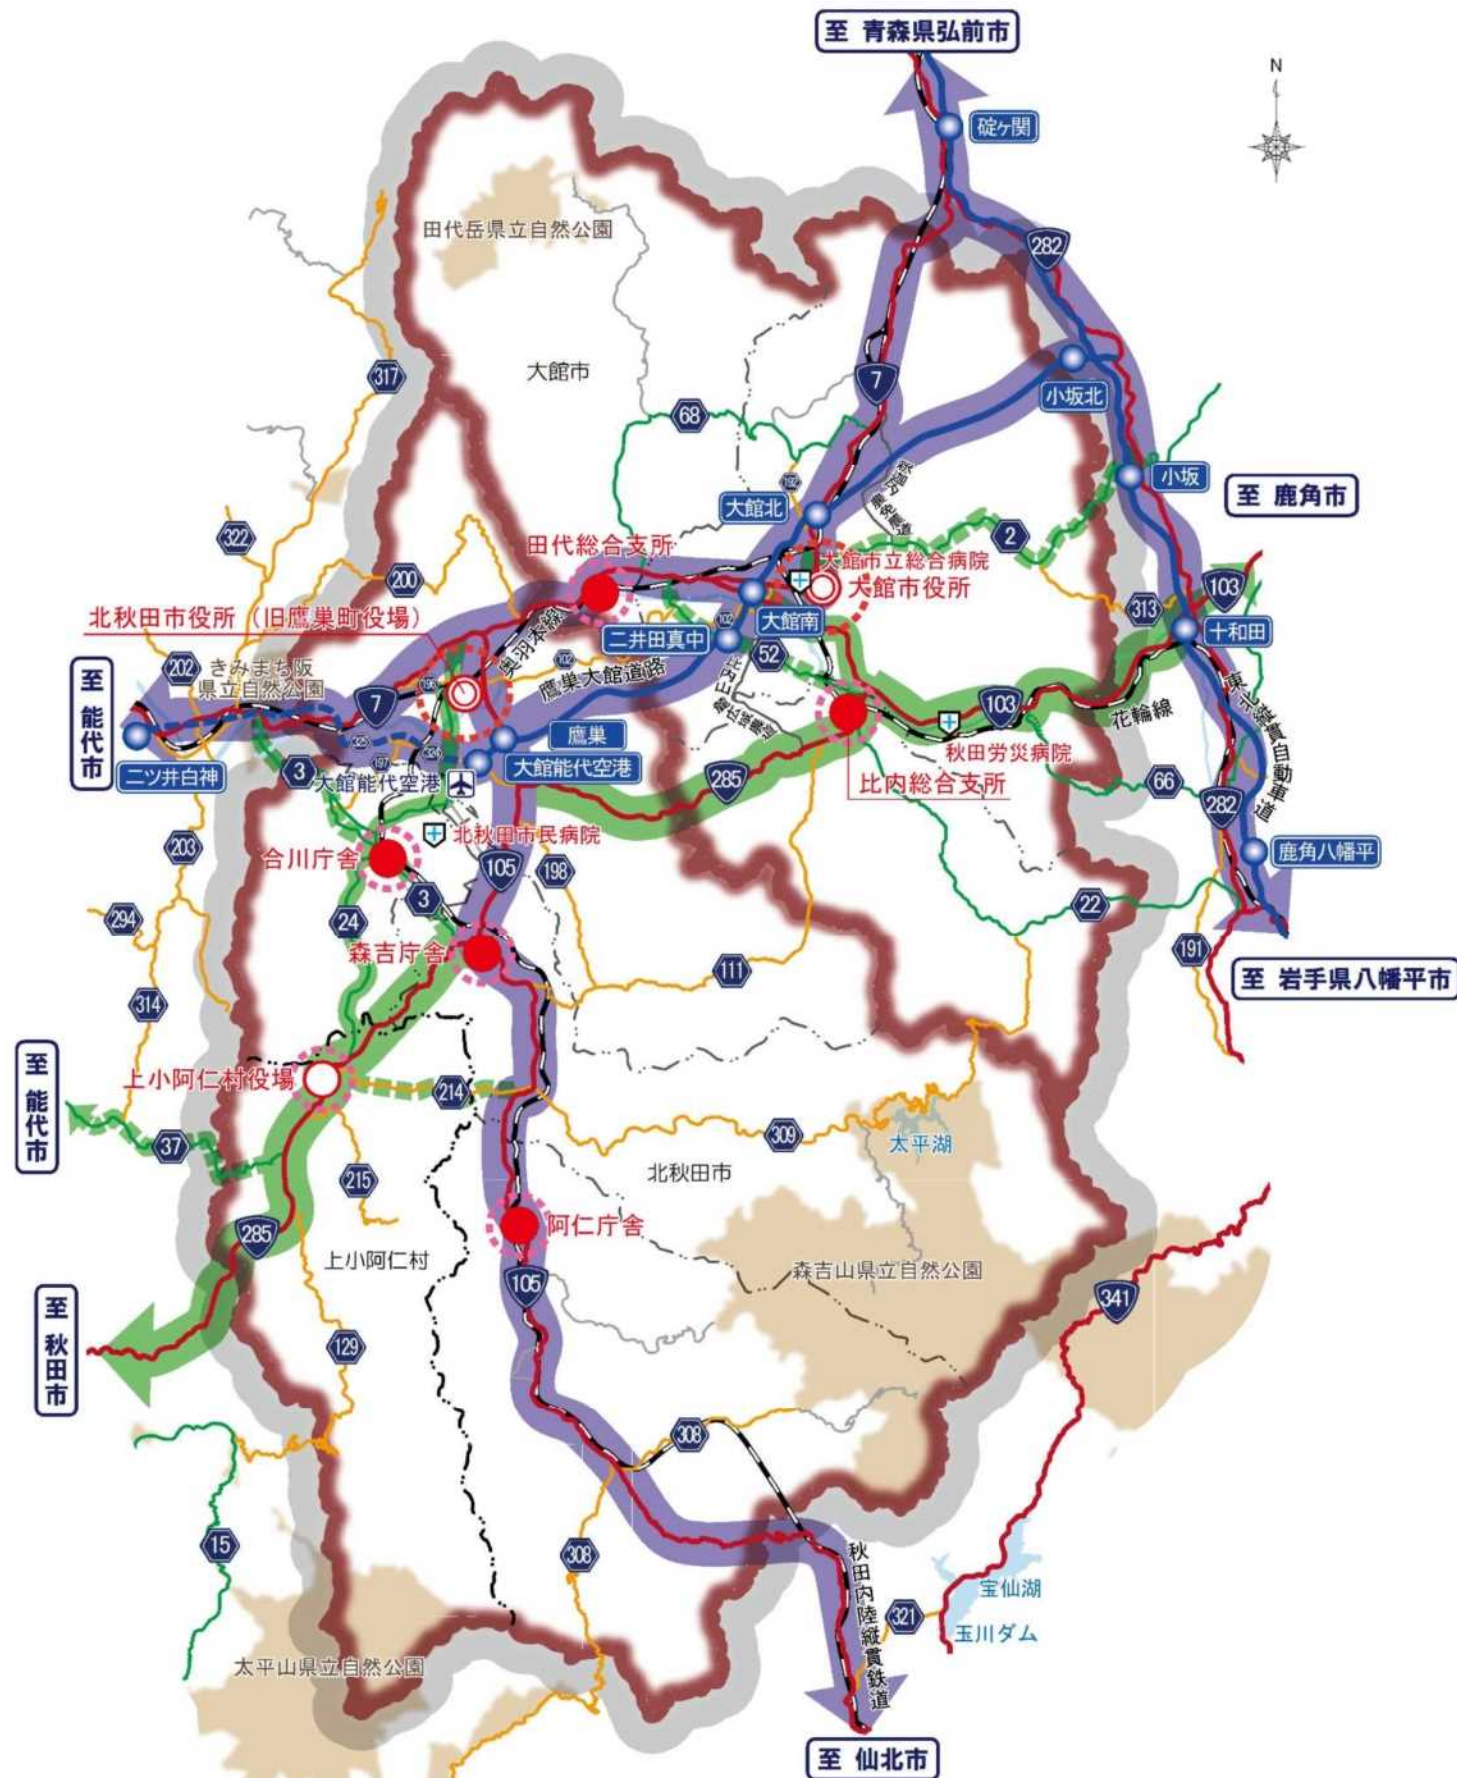 至 青森県弘前市
N
碇ヶ関
田代岳県立自然公園
282
317
大館市
7
小坂北
68
192
大館北
小坂
至 鹿角市
322
田代総合支所
2
大館市立総合病院
大館市役所
200
103
313
北秋田市役所（旧鷹巣町役場）
奥羽本線
二井田真中
102
大館南
十和田
202
きみまち阪
県立自然公園
至 能代市
7
196
102
鷹巣大館道路
52
103
花輪線
東北縦貫自動車道
二ツ井白神
3
197
鷹巣
大館能代空港
大館能代空港
285
秋田労災病院
比内総合支所
66
282
北秋田市民病院
203
合川庁舎
105
198
鹿角八幡平
3
294
24
22
森吉庁舎
191
111
至 岩手県八幡平市
314
至 能代市
上小阿仁村役場
214
309
太平湖
37
215
北秋田市
阿仁庁舎
285
上小阿仁村
森吉山県立自然公園
105
341
至 秋田市
129
308
15
308
秋田内陸縦貫鉄道
宝仙湖
321
玉川ダム
太平山県立自然公園
至 仙北市